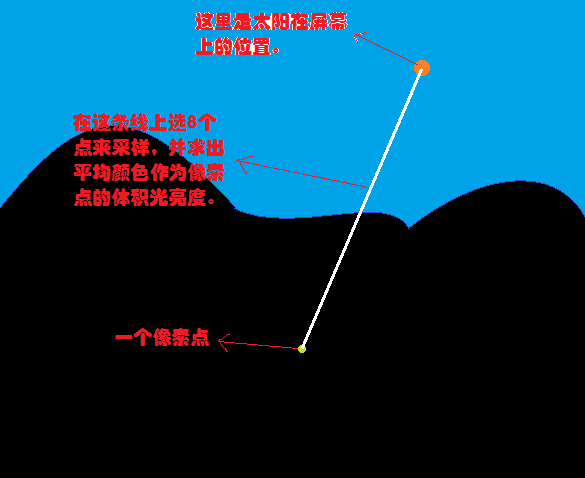 这里是太阳在屏幕
上的位置。
在这条线上选8个
点来采样，并求出
平均颜色作为像素
点的体积光亮度。
一个像素点